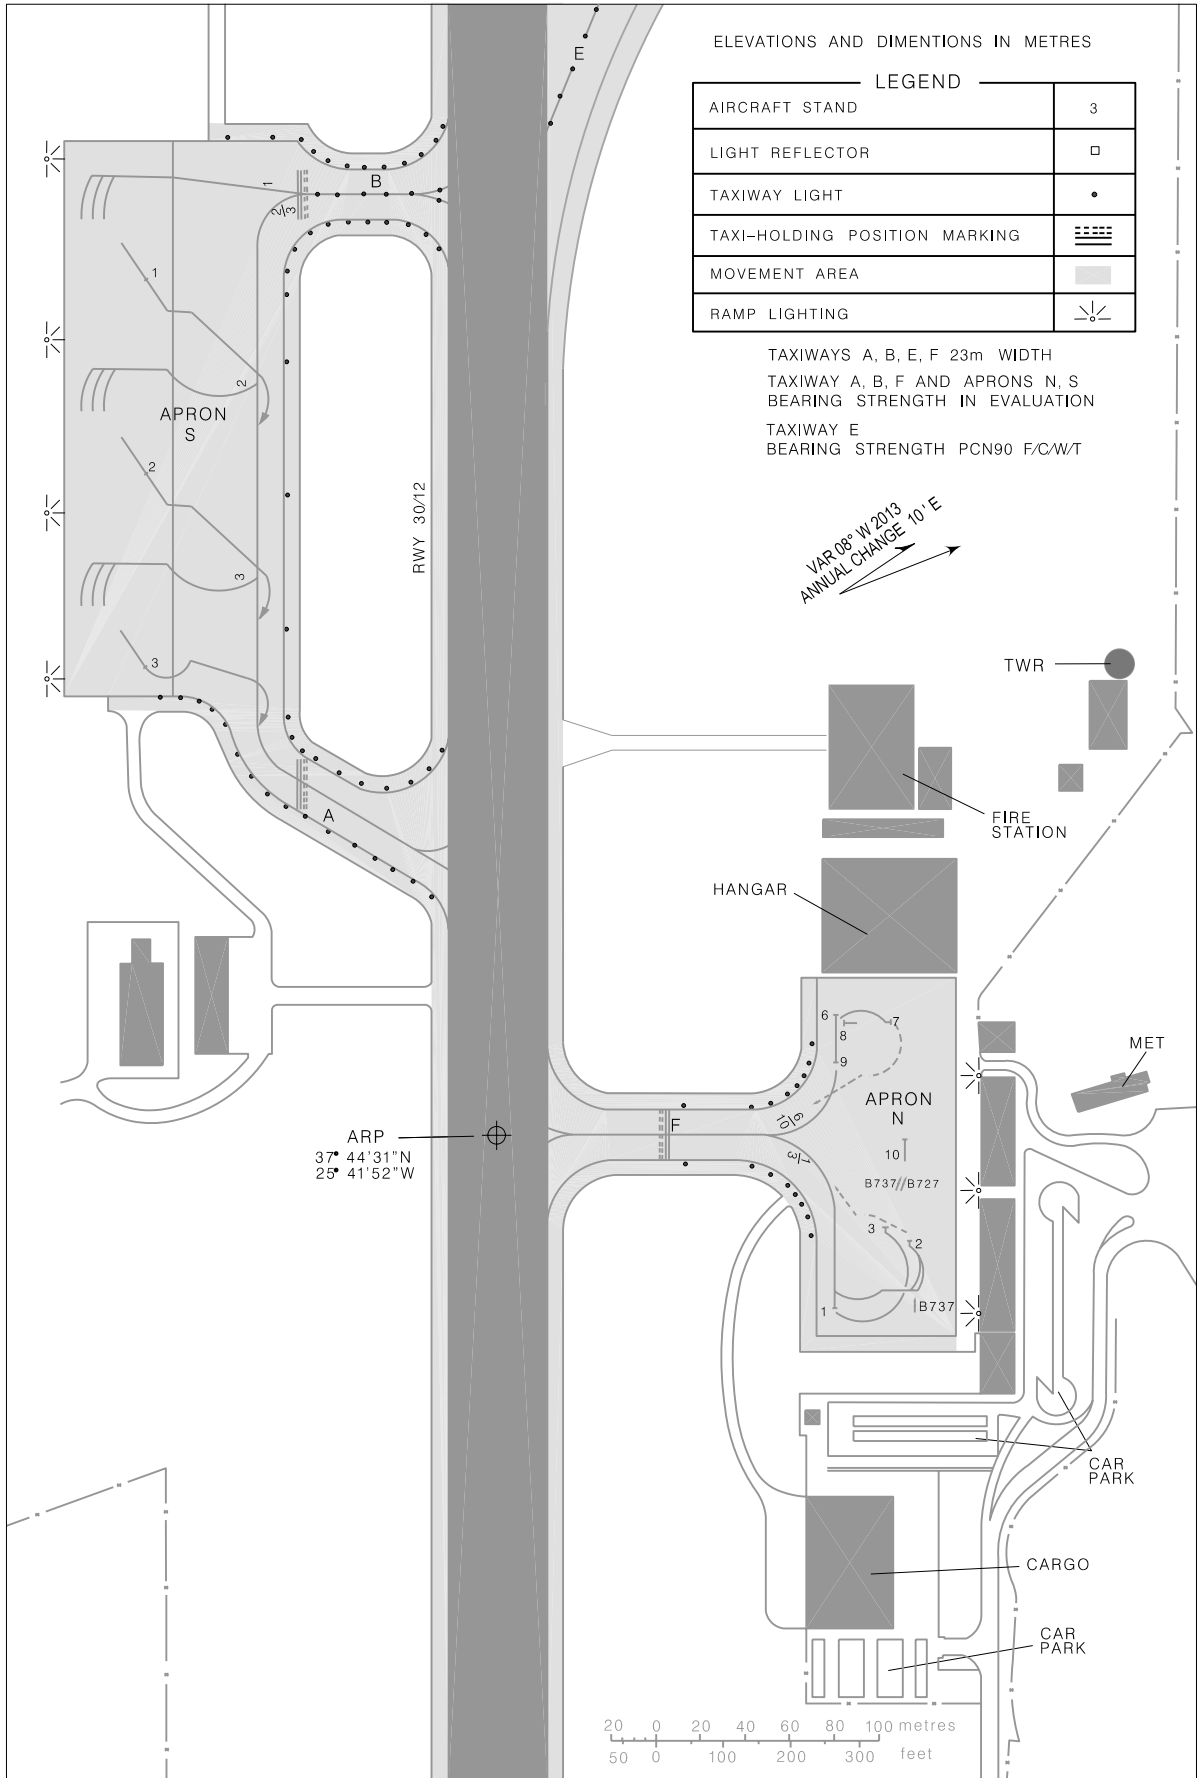 ELEVATIONS AND DIMENTIONS IN METRES
LEGEND
AIRCRAFT STAND 3
LIGHT REFLECTOR
TAXIWAY LIGHT
TAXI-HOLDING POSITION MARKING
MOVEMENT AREA
RAMP LIGHTING
TAXIWAYS A, B, E, F 23m WIDTH
TAXIWAY A, B, F AND APRONS N, S
BEARING STRENGTH IN EVALUATION
TAXIWAY E
BEARING STRENGTH PCN90 F/C/W/T
VAR 08° W 2013
ANNUAL CHANGE 10' E
E
B
1
2/3
1
2
APRON
S
2
3
3
RWY 30/12
A
TWR
FIRE
STATION
HANGAR
MET
6
7
8
9
APRON
N
F
6/10
1/3
10
B737//B727
3
2
1
B737
ARP
37° 44'31"N
25° 41'52"W
CAR
PARK
CARGO
CAR
PARK
20 0 20 40 60 80 100 metres
50 0 100 200 300 feet